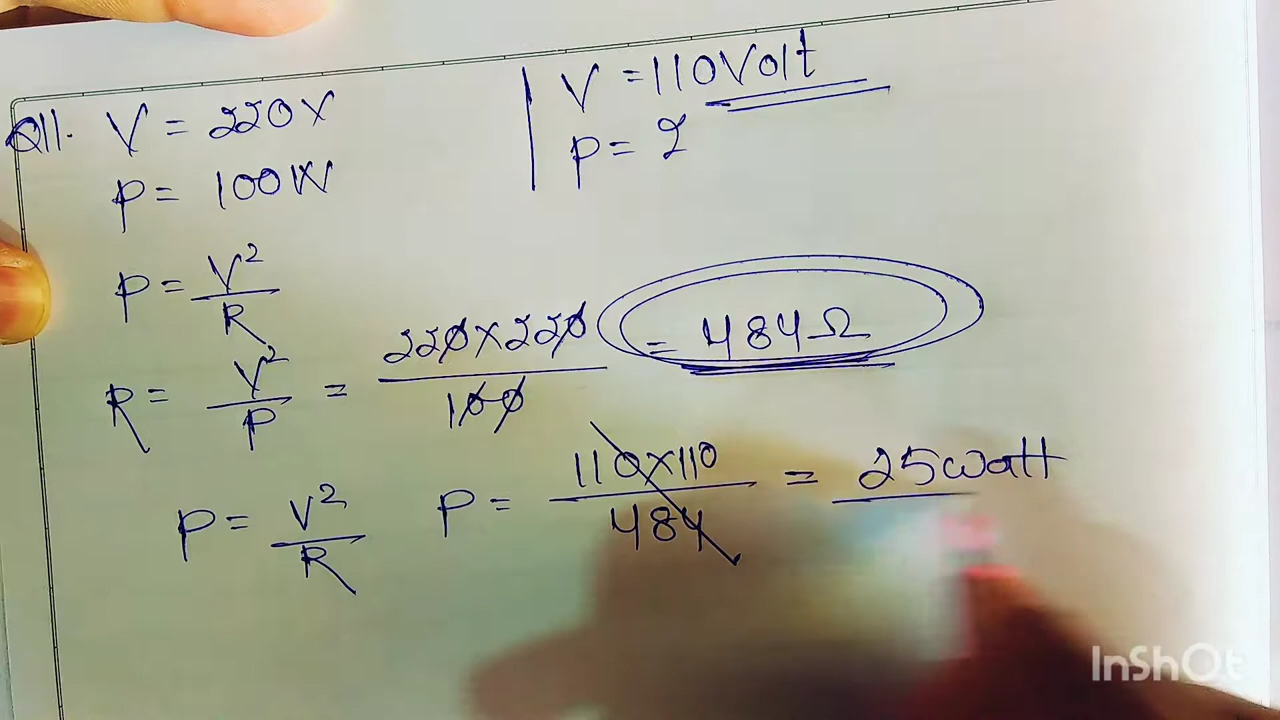 Q11. V = 220V
P = 100W
V = 110Volt
P = ?
P = V²/R
R = V²/P = 220×220/100 = 484Ω
P = V²/R P = 110×110/484 = 25watt
InShOt